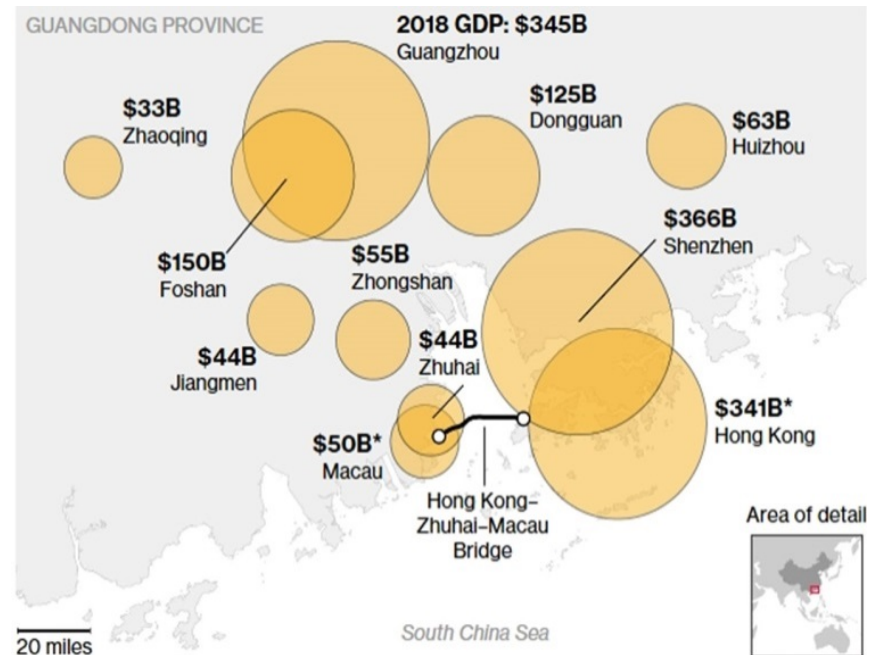 GUANGDONG PROVINCE
2018 GDP: $345B
Guangzhou
$33B
Zhaoqing
$125B
Dongguan
$63B
Huizhou
$366B
Shenzhen
$150B
Foshan
$55B
Zhongshan
$44B
Jiangmen
$44B
Zhuhai
$341B*
Hong Kong
$50B*
Macau
Hong Kong–
Zhuhai–Macau
Bridge
Area of detail
South China Sea
20 miles